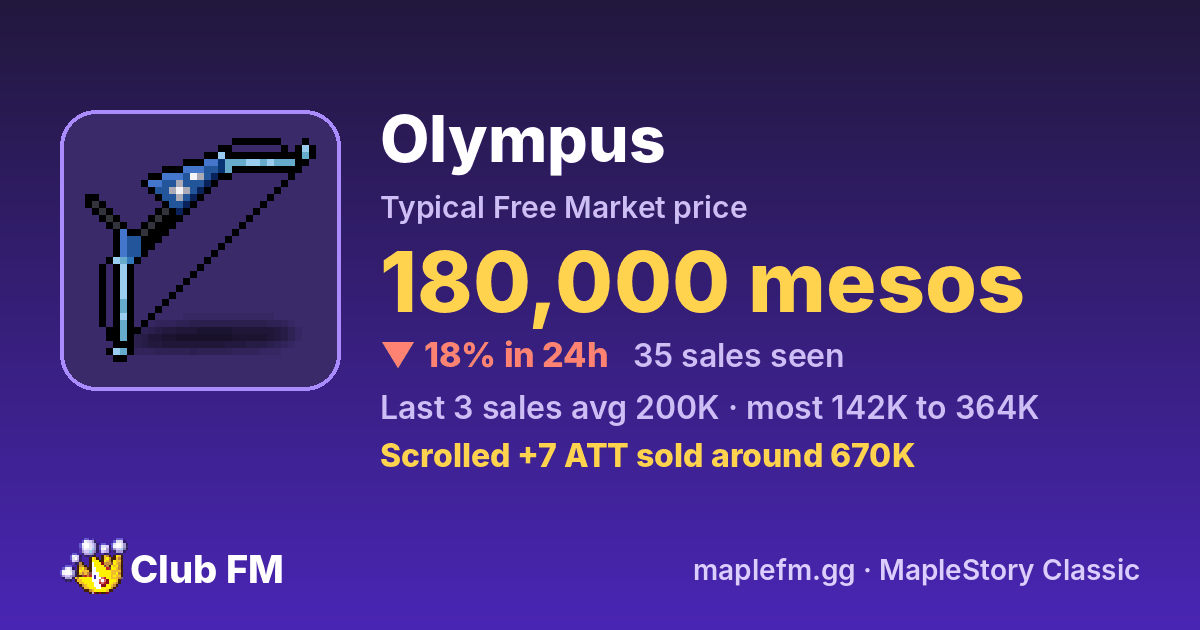 Olympus
Typical Free Market price
180,000 mesos
▼ 18% in 24h 35 sales seen
Last 3 sales avg 200K · most 142K to 364K
Scrolled +7 ATT sold around 670K
Club FM
maplefm.gg · MapleStory Classic